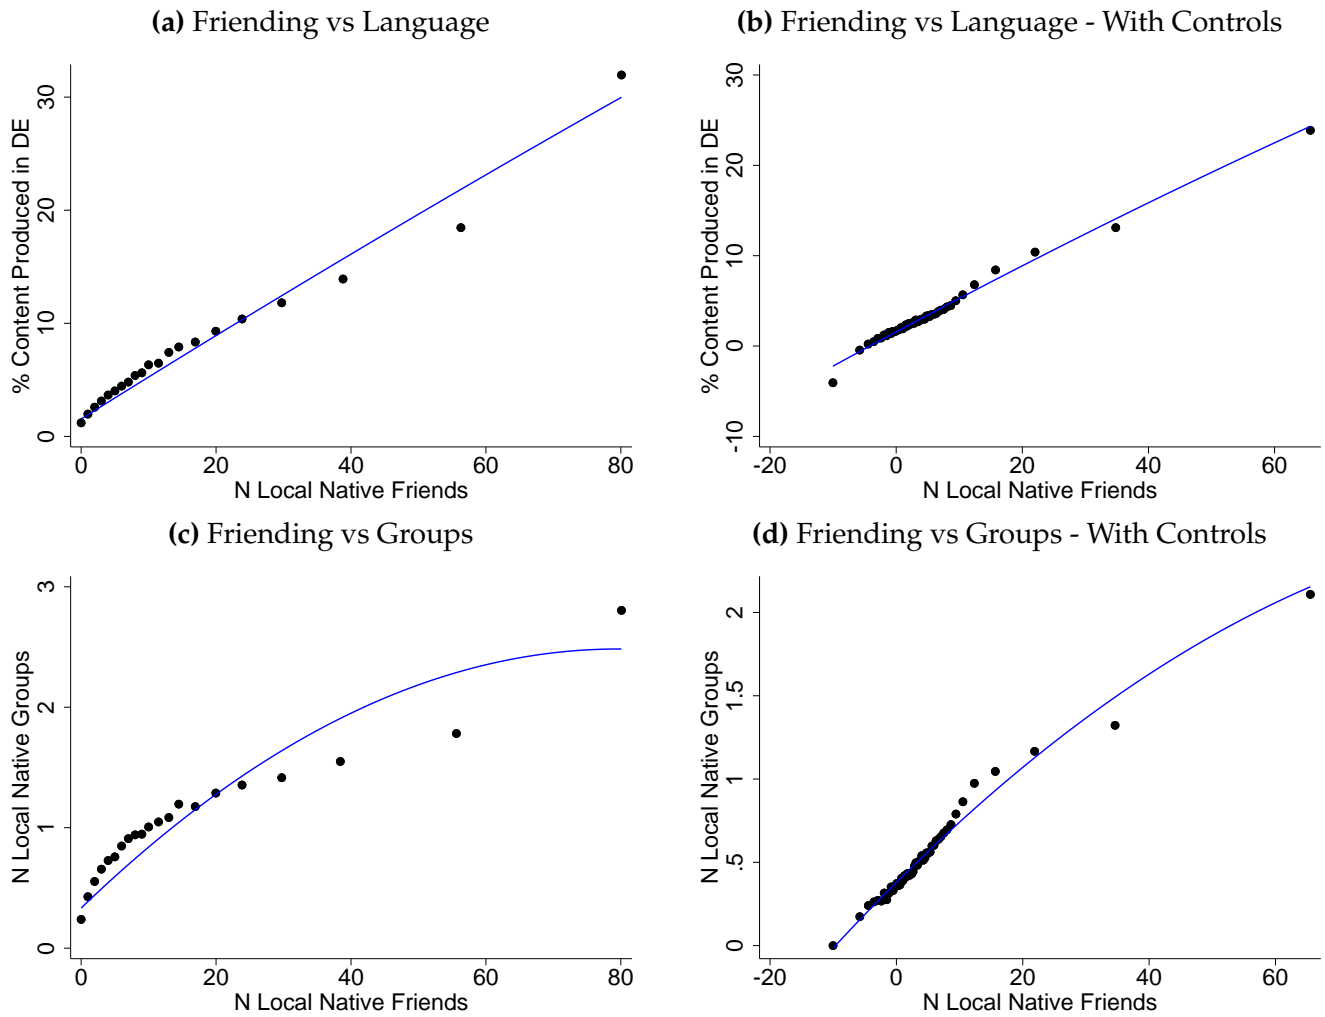 (a) Friending vs Language
% Content Produced in DE
30
20
10
0
0 20 40 60 80
N Local Native Friends
(b) Friending vs Language - With Controls
% Content Produced in DE
30
20
10
0
-10
-20 0 20 40 60
N Local Native Friends
(c) Friending vs Groups
N Local Native Groups
3
2
1
0
0 20 40 60 80
N Local Native Friends
(d) Friending vs Groups - With Controls
N Local Native Groups
2
1.5
1
.5
0
-20 0 20 40 60
N Local Native Friends